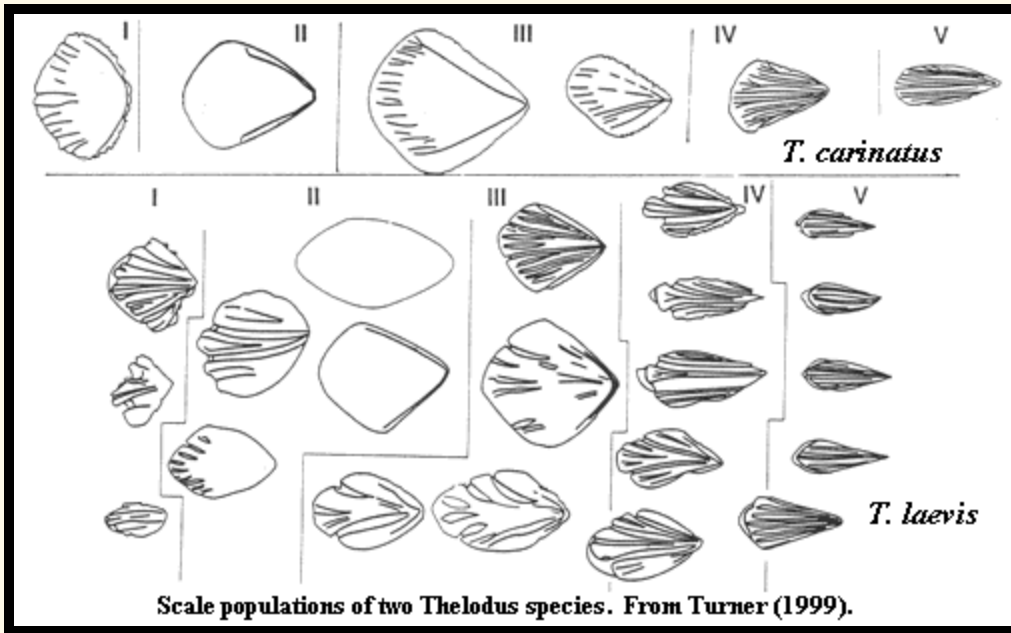 I II III IV V
T. carinatus
I II III IV V
T. laevis
Scale populations of two Thelodus species. From Turner (1999).